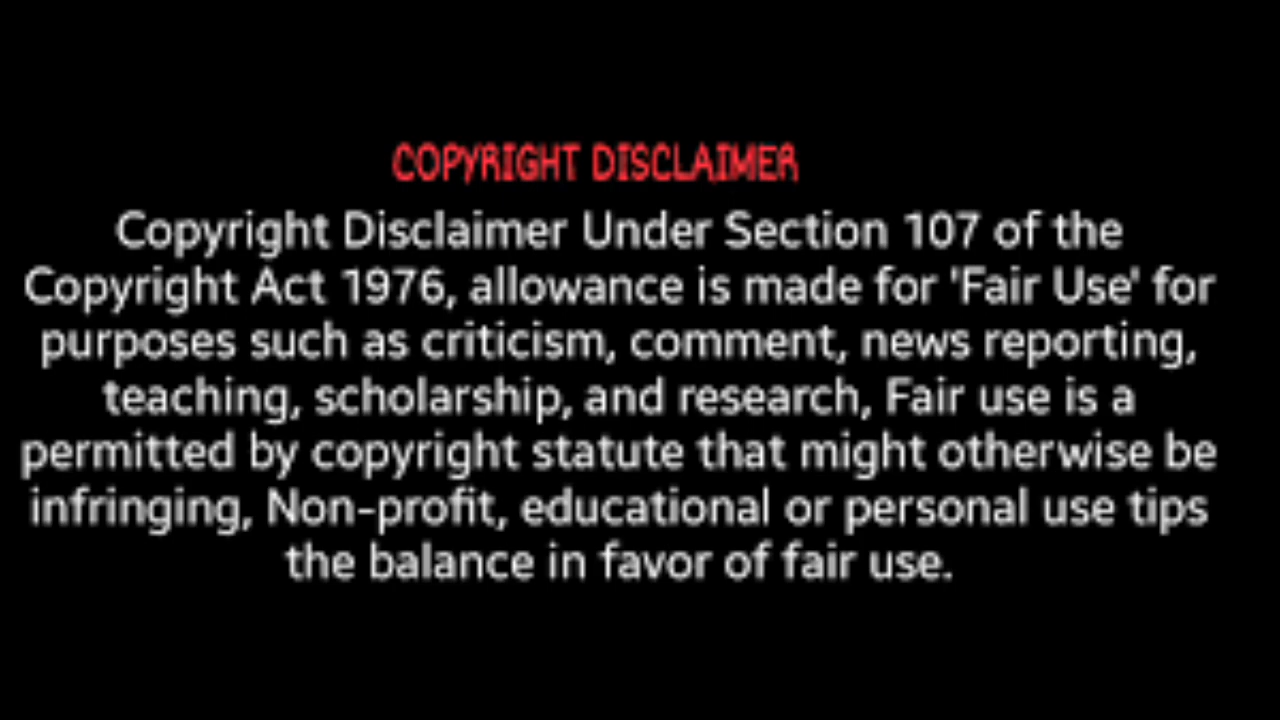 COPYRIGHT DISCLAIMER
Copyright Disclaimer Under Section 107 of the
Copyright Act 1976, allowance is made for 'Fair Use' for
purposes such as criticism, comment, news reporting,
teaching, scholarship, and research, Fair use is a
permitted by copyright statute that might otherwise be
infringing, Non-profit, educational or personal use tips
the balance in favor of fair use.